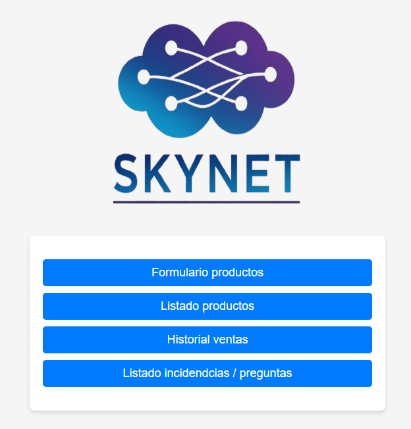 SKYNET
Formulario productos
Listado productos
Historial ventas
Listado incidendcias / preguntas